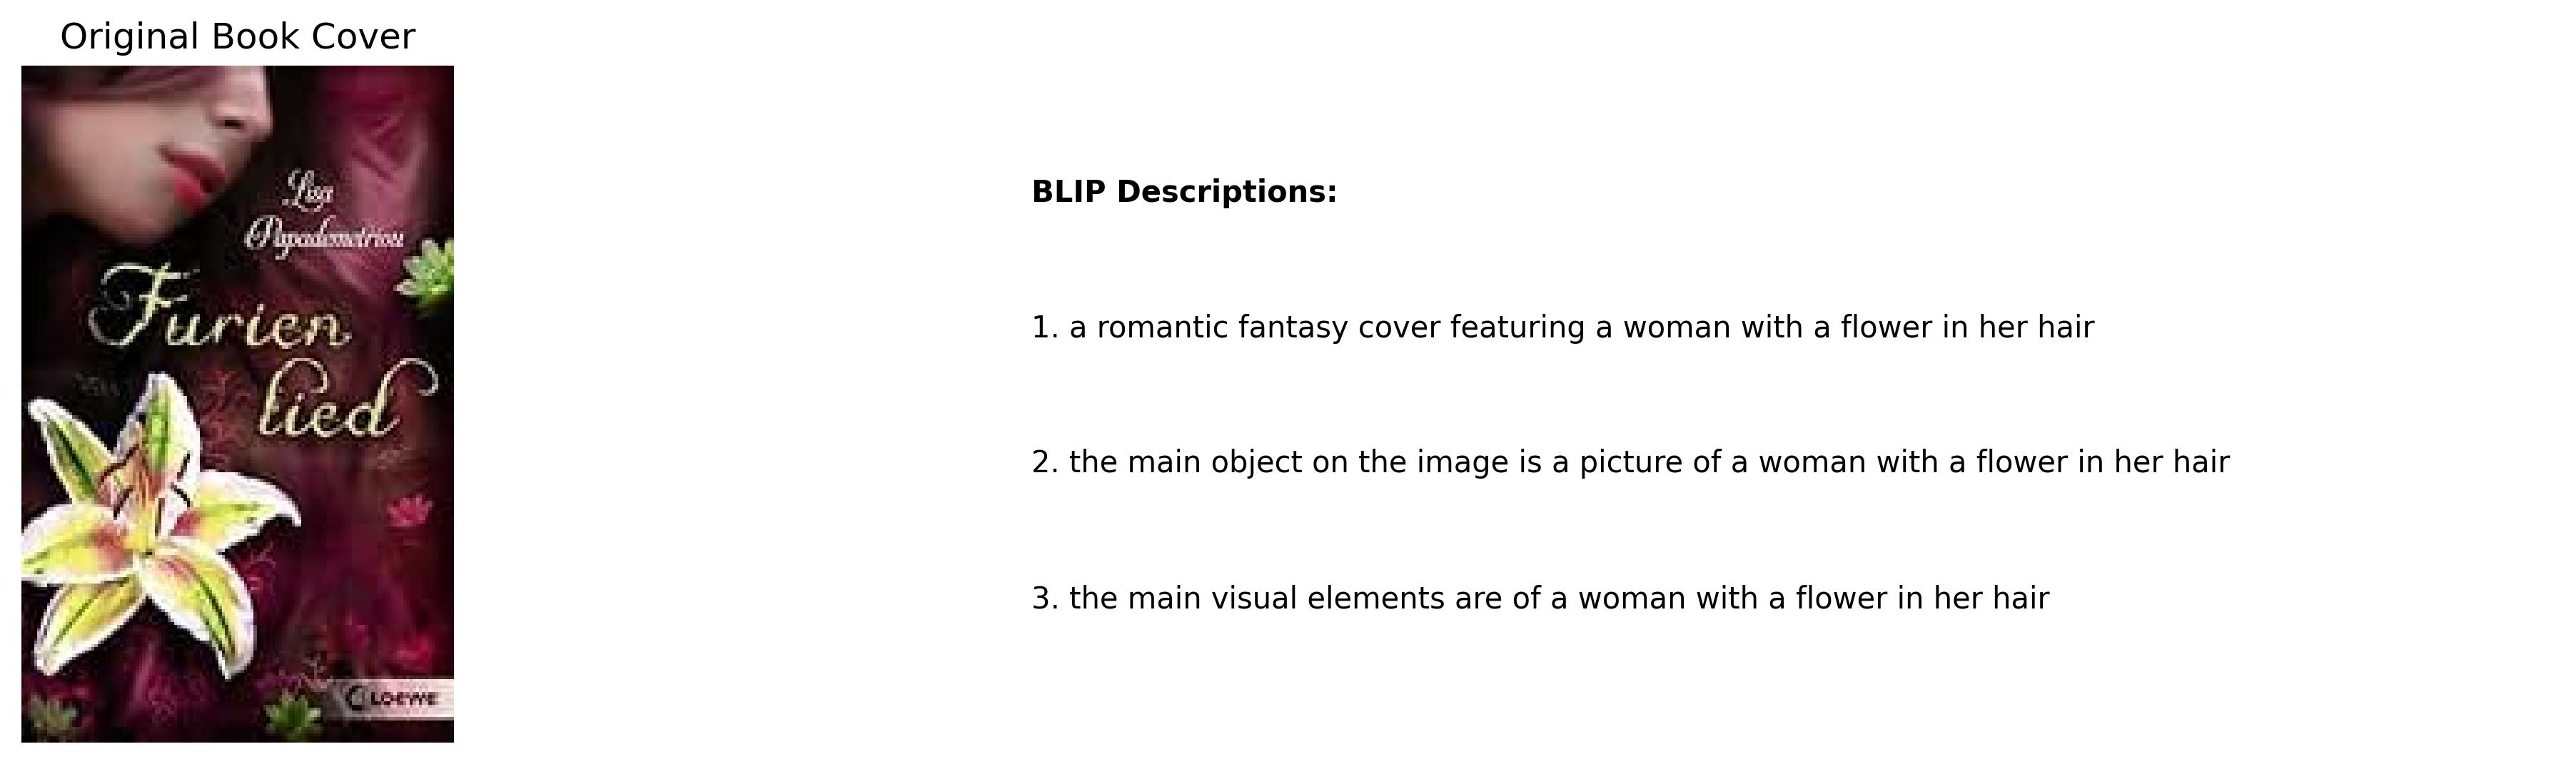 Original Book Cover
Lisa
Papademetriou
Furien
lied
LOEWE
BLIP Descriptions:
1. a romantic fantasy cover featuring a woman with a flower in her hair
2. the main object on the image is a picture of a woman with a flower in her hair
3. the main visual elements are of a woman with a flower in her hair